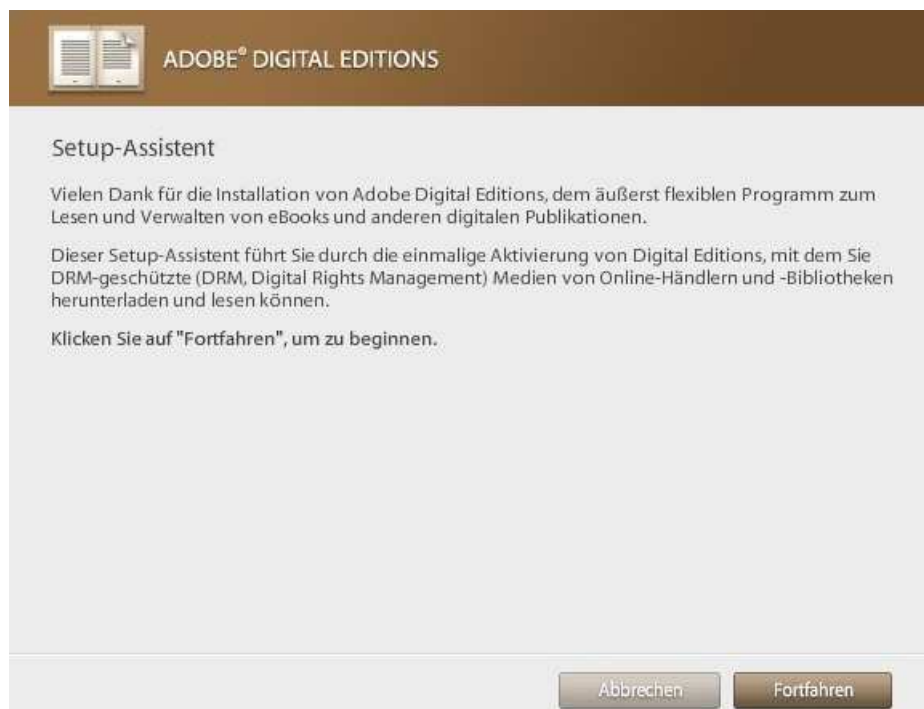 ADOBE® DIGITAL EDITIONS
Setup-Assistent
Vielen Dank für die Installation von Adobe Digital Editions, dem äußerst flexiblen Programm zum
Lesen und Verwalten von eBooks und anderen digitalen Publikationen.
Dieser Setup-Assistent führt Sie durch die einmalige Aktivierung von Digital Editions, mit dem Sie
DRM-geschützte (DRM, Digital Rights Management) Medien von Online-Händlern und -Bibliotheken
herunterladen und lesen können.
Klicken Sie auf "Fortfahren", um zu beginnen.
Abbrechen Fortfahren